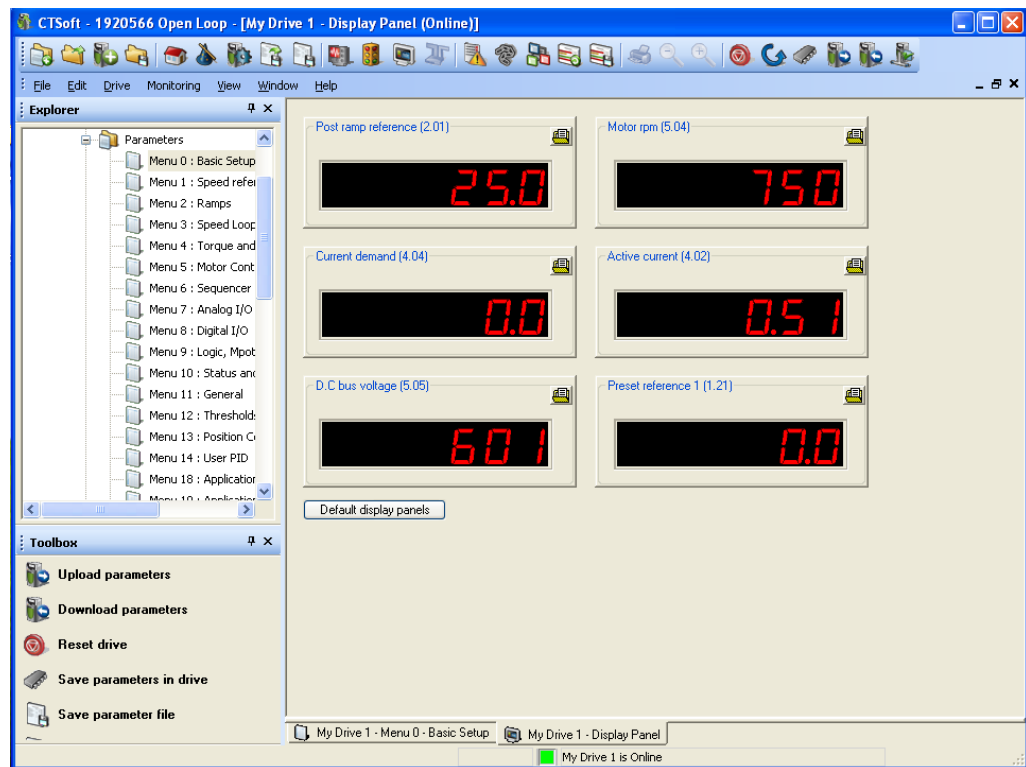 CTSoft - 1920566 Open Loop - [My Drive 1 - Display Panel (Online)]
File Edit Drive Monitoring View Window Help
Explorer
Parameters
Menu 0 : Basic Setup
Menu 1 : Speed refer
Menu 2 : Ramps
Menu 3 : Speed Loop
Menu 4 : Torque and
Menu 5 : Motor Cont
Menu 6 : Sequencer
Menu 7 : Analog I/O
Menu 8 : Digital I/O
Menu 9 : Logic, Mpot
Menu 10 : Status and
Menu 11 : General
Menu 12 : Thresholds
Menu 13 : Position C
Menu 14 : User PID
Menu 18 : Application
Menu 19 : Application
Toolbox
Upload parameters
Download parameters
Reset drive
Save parameters in drive
Save parameter file
Post ramp reference (2.01)
25.0
Motor rpm (5.04)
750
Current demand (4.04)
0.0
Active current (4.02)
0.51
D.C bus voltage (5.05)
601
Preset reference 1 (1.21)
0.0
Default display panels
My Drive 1 - Menu 0 - Basic Setup
My Drive 1 - Display Panel
My Drive 1 is Online